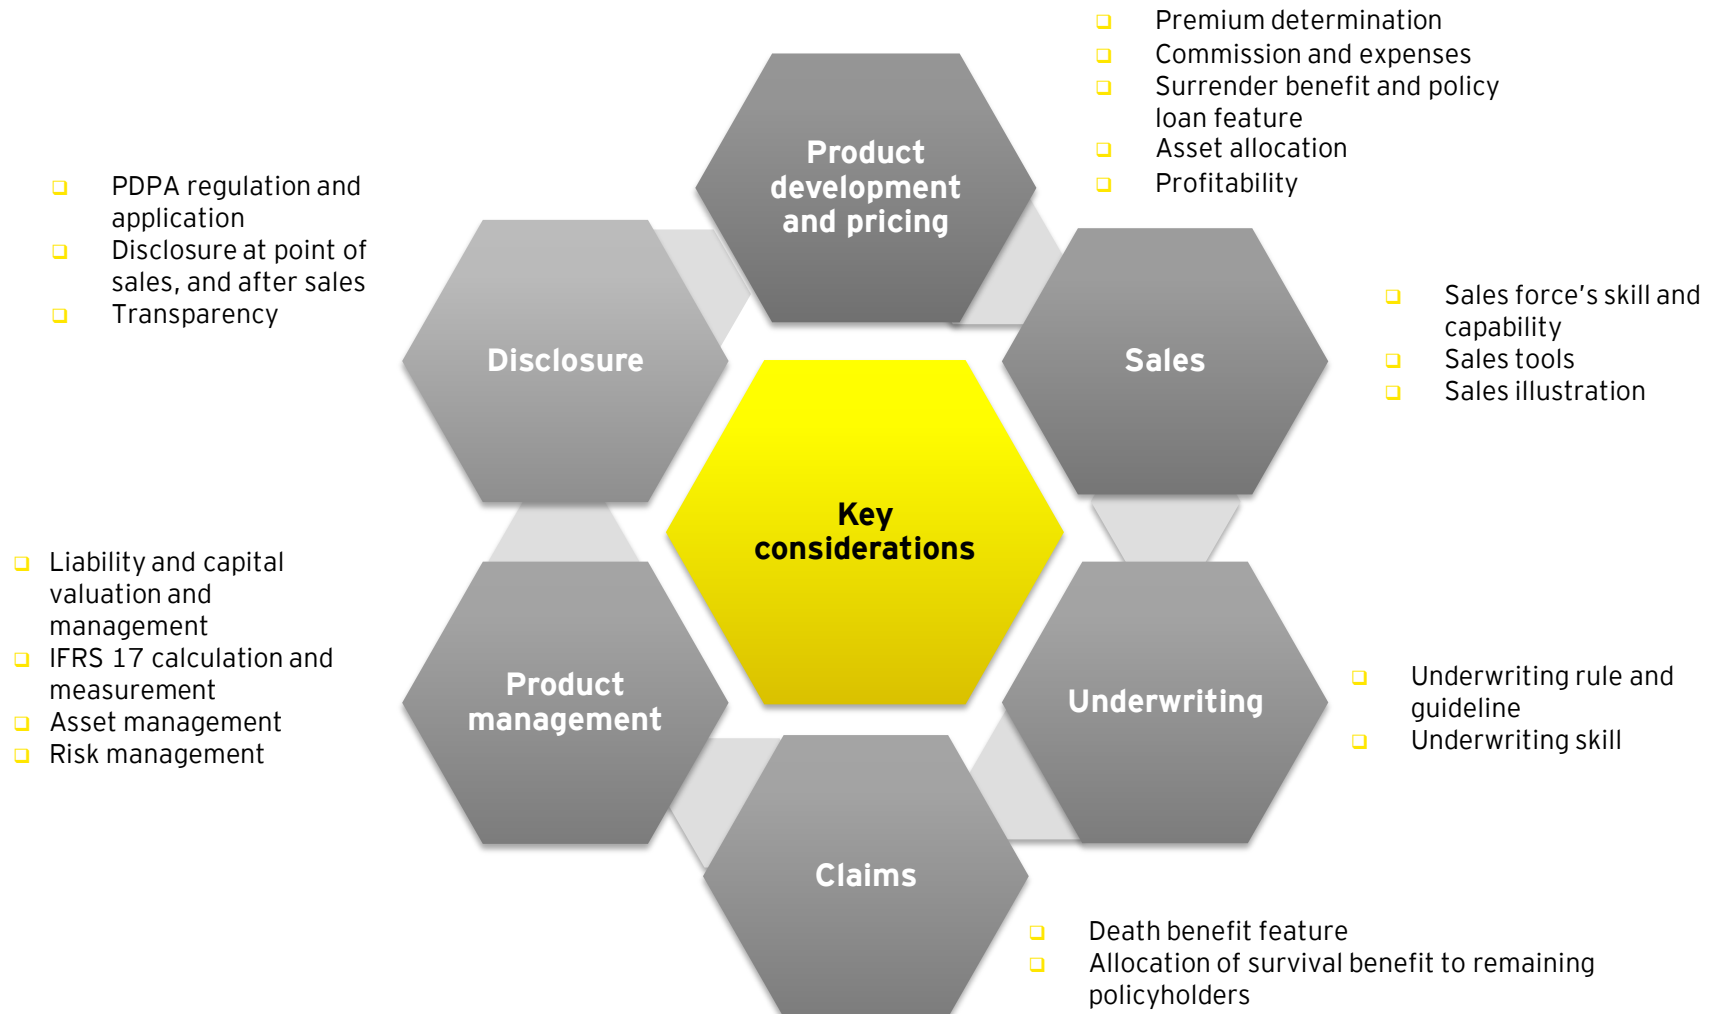 Premium determination
Commission and expenses
Surrender benefit and policy
loan feature
Asset allocation
Profitability
Product
development
and pricing
PDPA regulation and
application
Disclosure at point of
sales, and after sales
Transparency
Disclosure
Sales
Sales force's skill and
capability
Sales tools
Sales illustration
Key
considerations
Liability and capital
valuation and
management
IFRS 17 calculation and
measurement
Asset management
Risk management
Product
management
Underwriting
Underwriting rule and
guideline
Underwriting skill
Claims
Death benefit feature
Allocation of survival benefit to remaining
policyholders